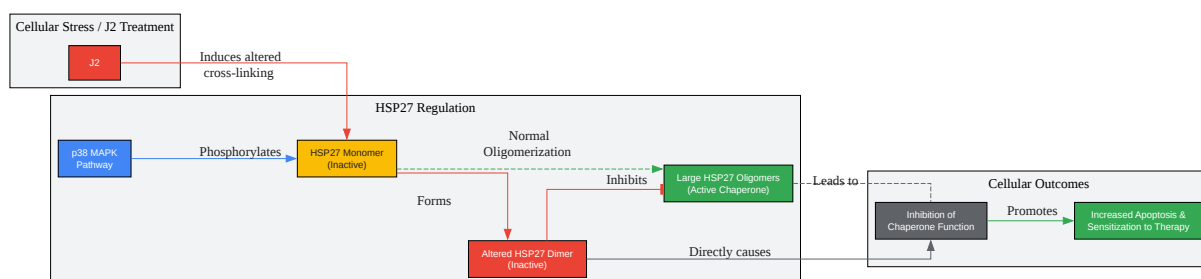 Cellular Stress / J2 Treatment
J2
Induces altered
cross-linking
HSP27 Regulation
p38 MAPK
Pathway
Phosphorylates
HSP27 Monomer
(Inactive)
Normal
Oligomerization
Large HSP27 Oligomers
(Active Chaperone)
Inhibits
Forms
Altered HSP27 Dimer
(Inactive)
Leads to
Directly causes
Cellular Outcomes
Inhibition of
Chaperone Function
Promotes
Increased Apoptosis &
Sensitization to Therapy